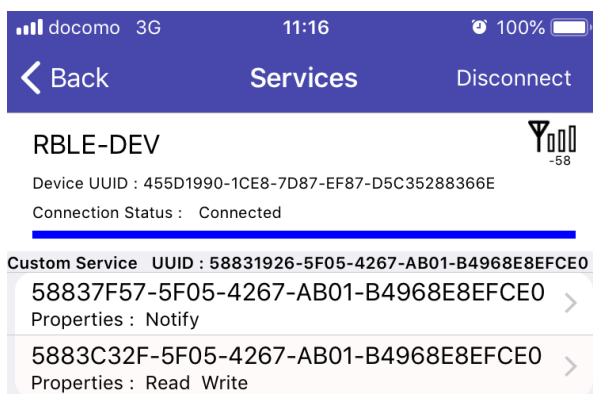 docomo 3G 11:16 100%
Back Services Disconnect
RBLE-DEV
-58
Device UUID : 455D1990-1CE8-7D87-EF87-D5C35288366E
Connection Status : Connected
Custom Service UUID : 58831926-5F05-4267-AB01-B4968E8EFCE0
58837F57-5F05-4267-AB01-B4968E8EFCE0
Properties : Notify
5883C32F-5F05-4267-AB01-B4968E8EFCE0
Properties : Read Write